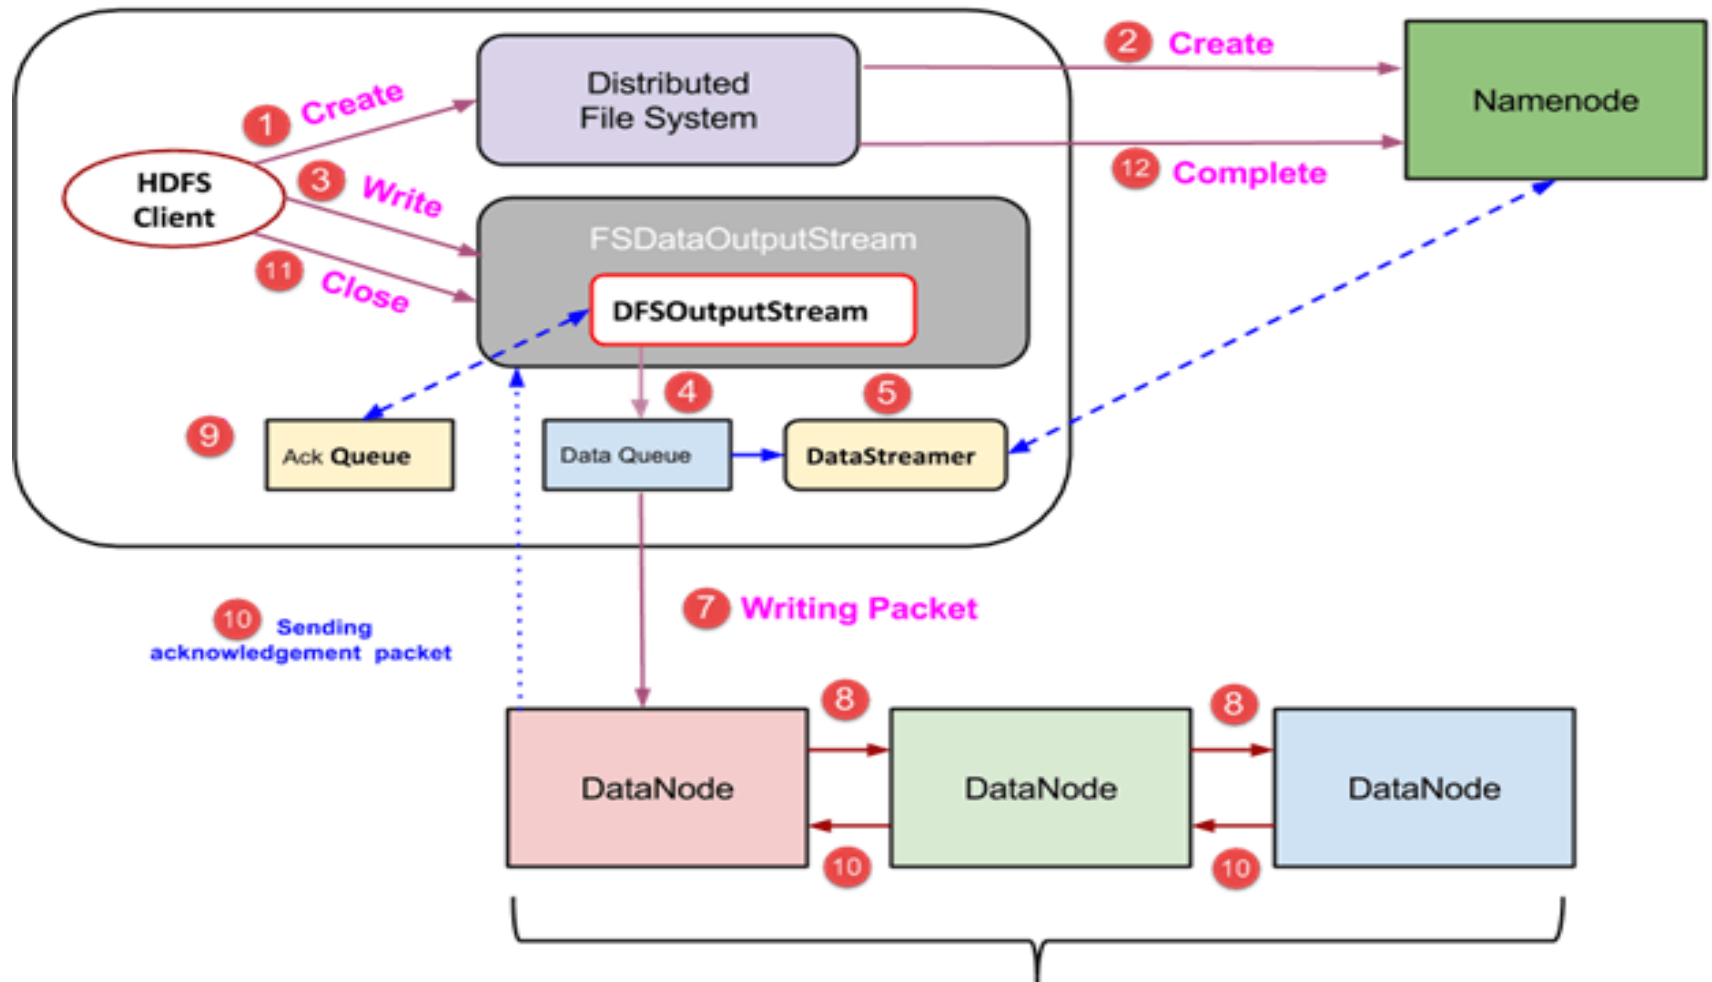 2 Create
Distributed
File System
Namenode
1 Create
12 Complete
3 Write
HDFS
Client
FSDataOutputStream
11 Close
DFSOutputStream
4
5
9
Ack Queue
Data Queue
DataStreamer
7 Writing Packet
10 Sending
acknowledgement packet
8
8
DataNode
DataNode
DataNode
10
10